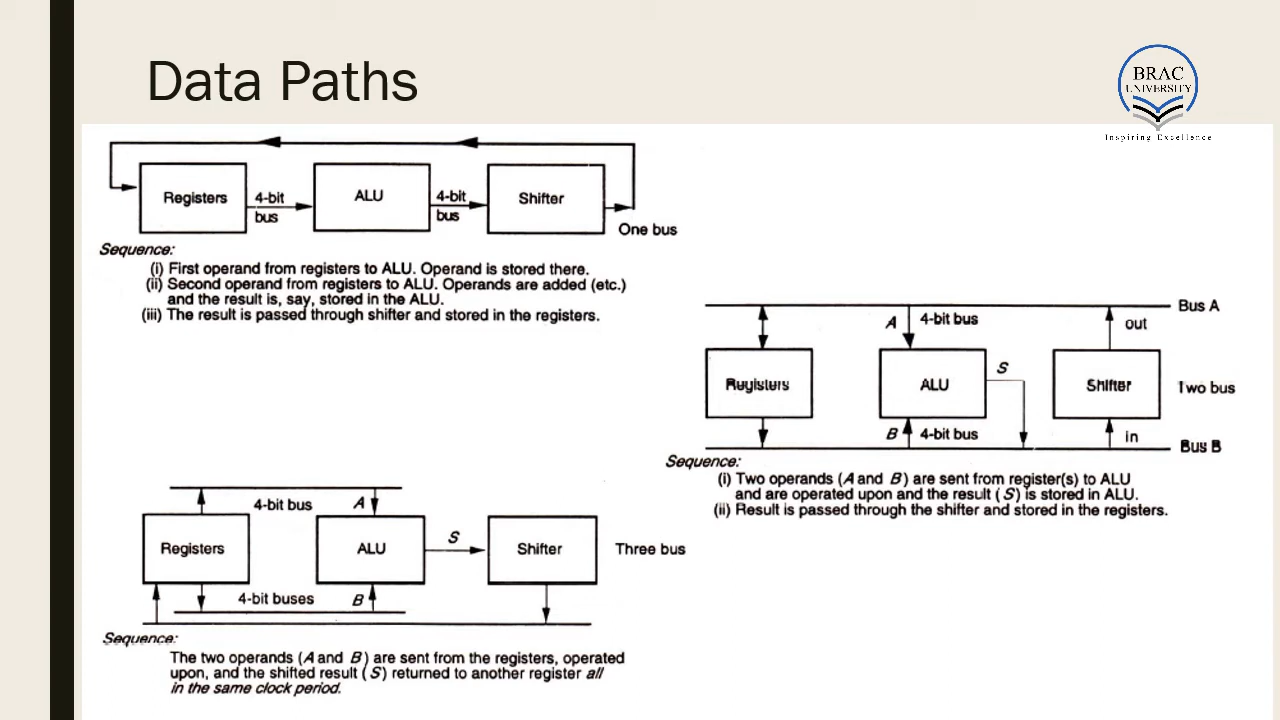 Data Paths
BRAC
UNIVERSITY
Inspiring Excellence
Registers
4-bit
bus
ALU
4-bit
bus
Shifter
One bus
Sequence:
(i) First operand from registers to ALU. Operand is stored there.
(ii) Second operand from registers to ALU. Operands are added (etc.)
and the result is, say, stored in the ALU.
(iii) The result is passed through shifter and stored in the registers.
Bus A
A
4-bit bus
out
Registers
ALU
S
Shifter
Two bus
B
4-bit bus
in
Bus B
Sequence:
(i) Two operands (A and B) are sent from register(s) to ALU
and are operated upon and the result (S) is stored in ALU.
(ii) Result is passed through the shifter and stored in the registers.
4-bit bus
A
Registers
ALU
S
Shifter
Three bus
4-bit buses
B
Sequence:
The two operands (A and B) are sent from the registers, operated
upon, and the shifted result (S) returned to another register all
in the same clock period.